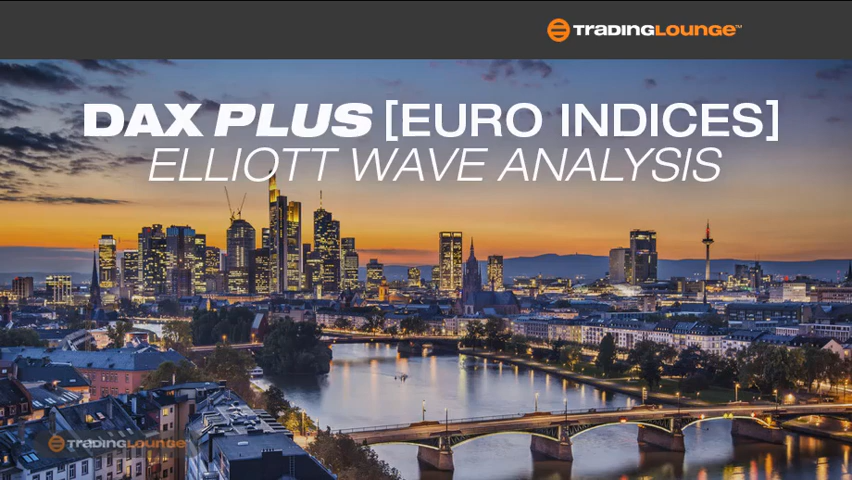 TRADINGLOUNGE™
DAX PLUS [EURO INDICES]
ELLIOTT WAVE ANALYSIS
TRADINGLOUNGE